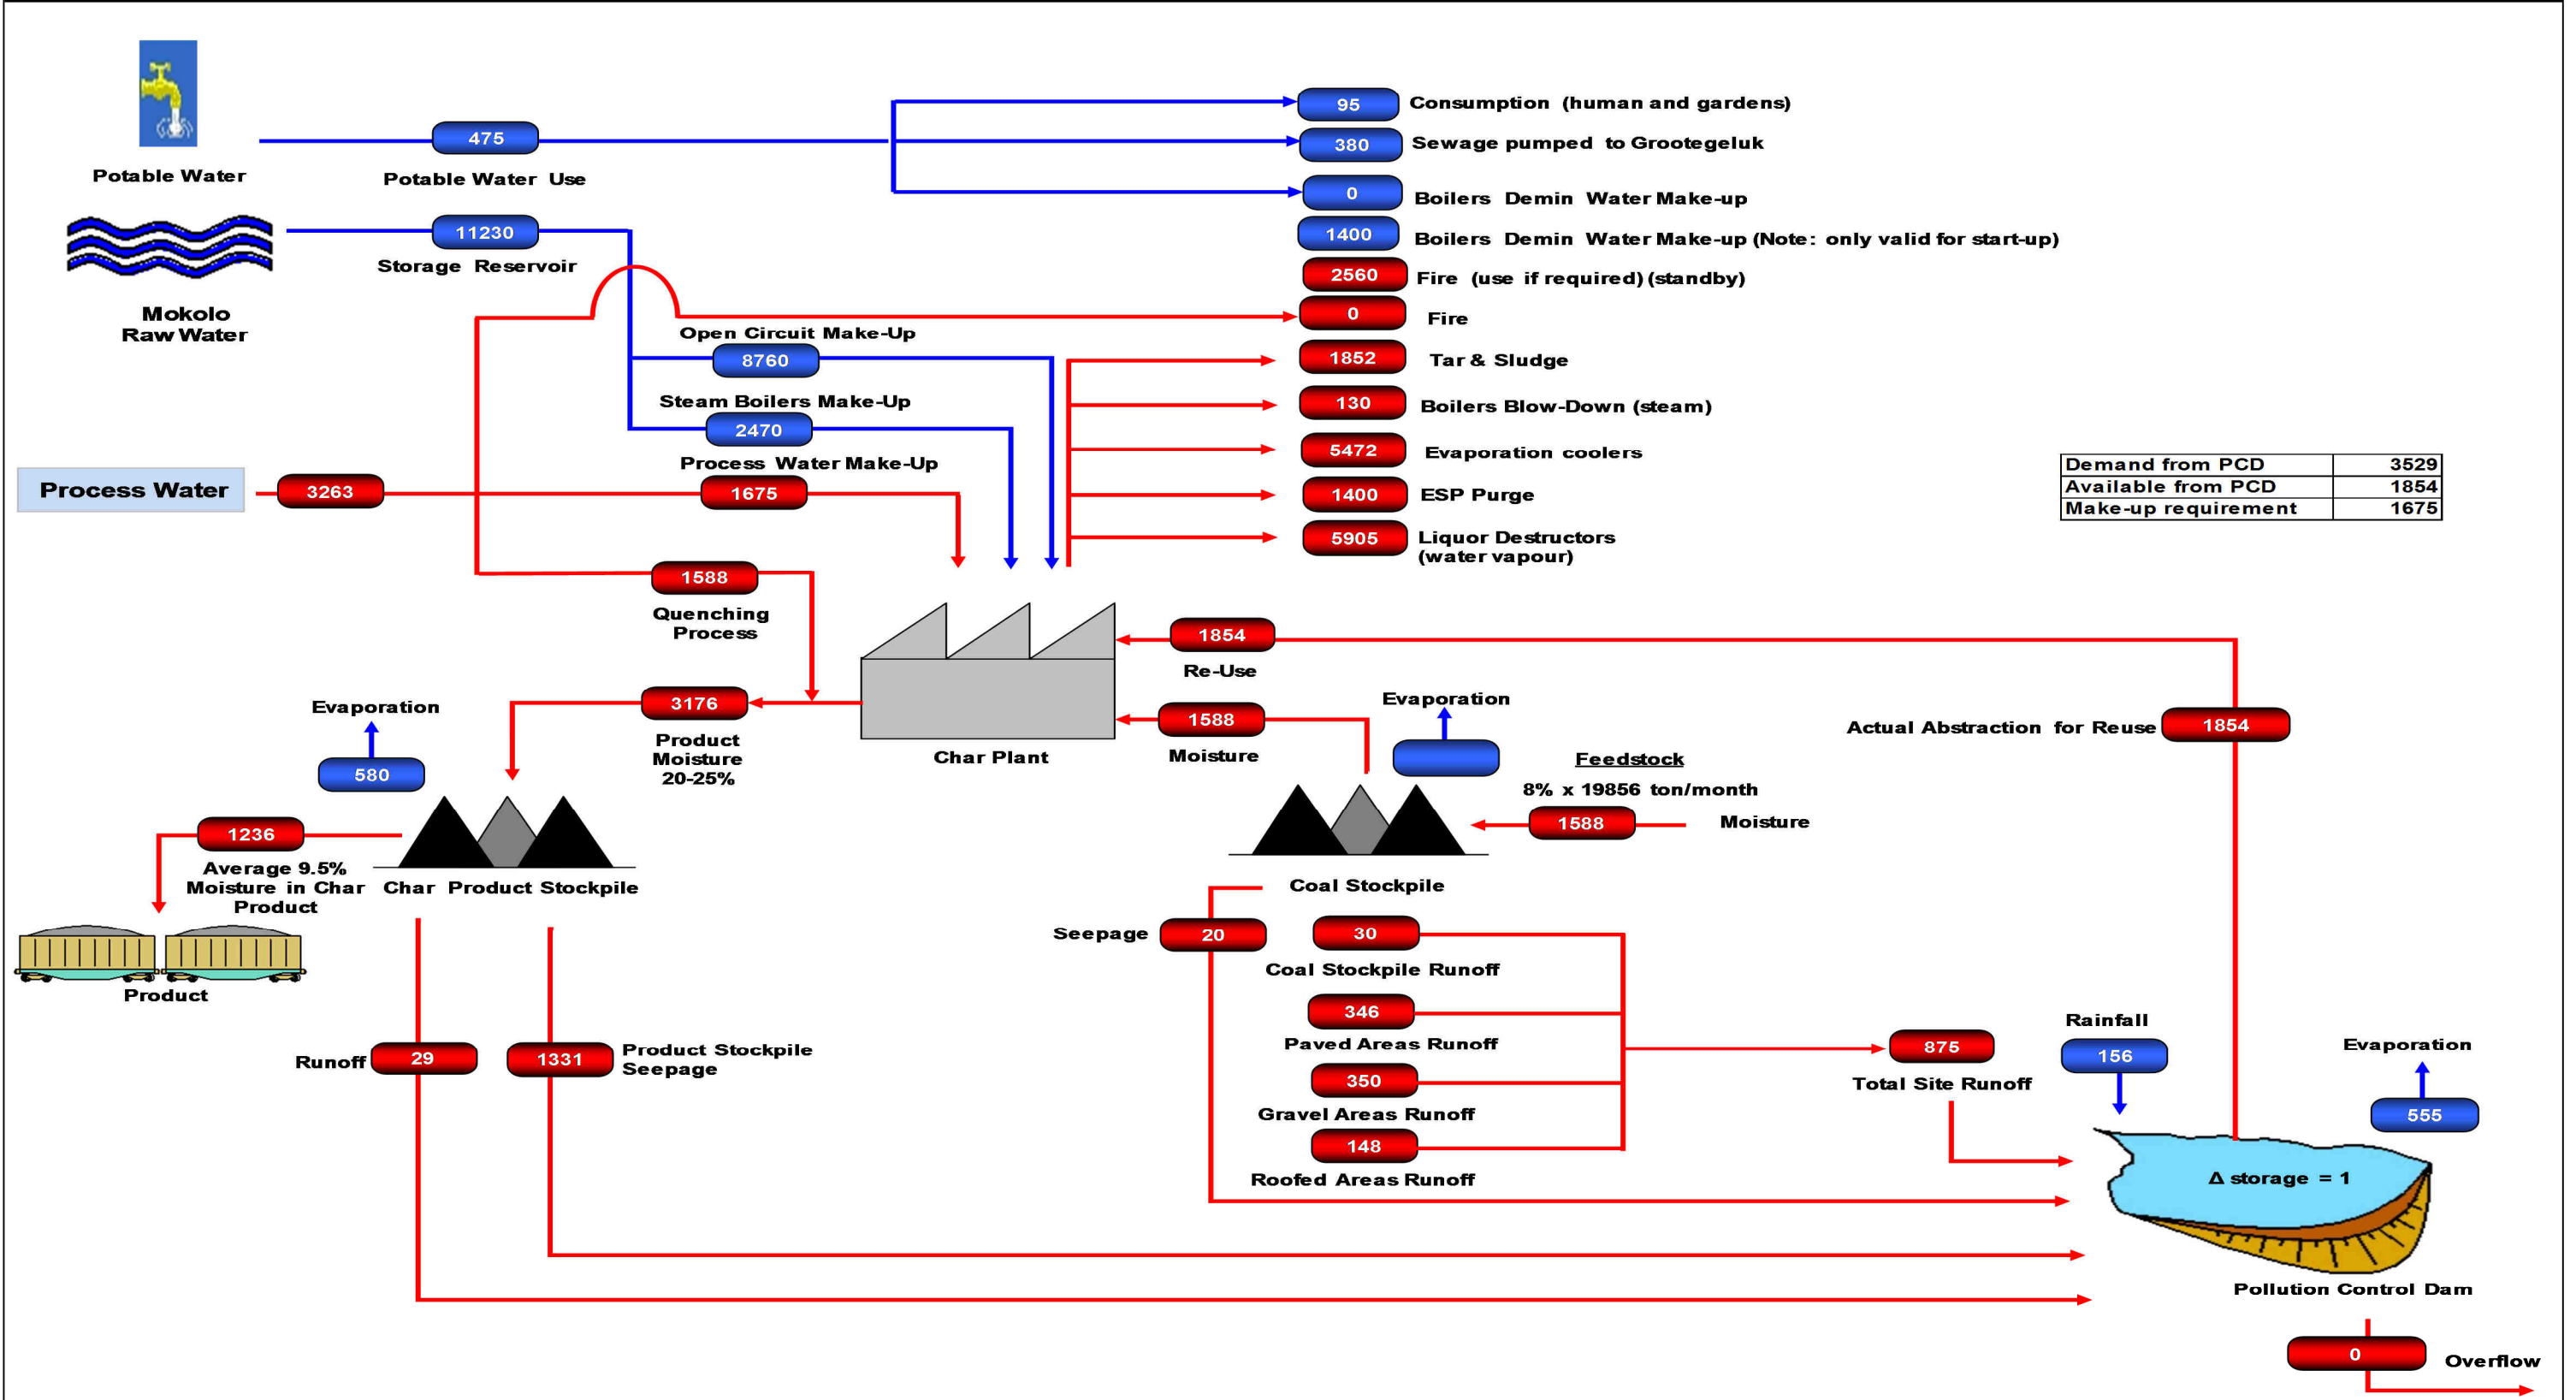 95
Consumption (human and gardens)
475
380
Sewage pumped to Grootegeluk
Potable Water
Potable Water Use
0
Boilers Demin Water Make-up
11230
1400
Boilers Demin Water Make-up (Note: only valid for start-up)
Storage Reservoir
2560
Fire (use if required) (standby)
Mokolo
Raw Water
0
Fire
Open Circuit Make-Up
8760
1852
Tar & Sludge
Steam Boilers Make-Up
2470
130
Boilers Blow-Down (steam)
Process Water Make-Up
5472
Evaporation coolers
Process Water
3263
1675
1400
ESP Purge
Demand from PCD 3529
Available from PCD 1854
Make-up requirement 1675
5905
Liquor Destructors
(water vapour)
1588
Quenching
Process
1854
Re-Use
Evaporation
3176
Product
Moisture
20-25%
Char Plant
1588
Moisture
Evaporation
Feedstock
8% x 19856 ton/month
1588
Moisture
Actual Abstraction for Reuse
1854
580
1236
Average 9.5%
Moisture in Char
Product
Char Product Stockpile
Product
Coal Stockpile
Seepage
20
30
Coal Stockpile Runoff
346
Paved Areas Runoff
350
Gravel Areas Runoff
148
Roofed Areas Runoff
Runoff
29
1331
Product Stockpile
Seepage
875
Total Site Runoff
Rainfall
156
Evaporation
555
Δ storage = 1
Pollution Control Dam
0
Overflow